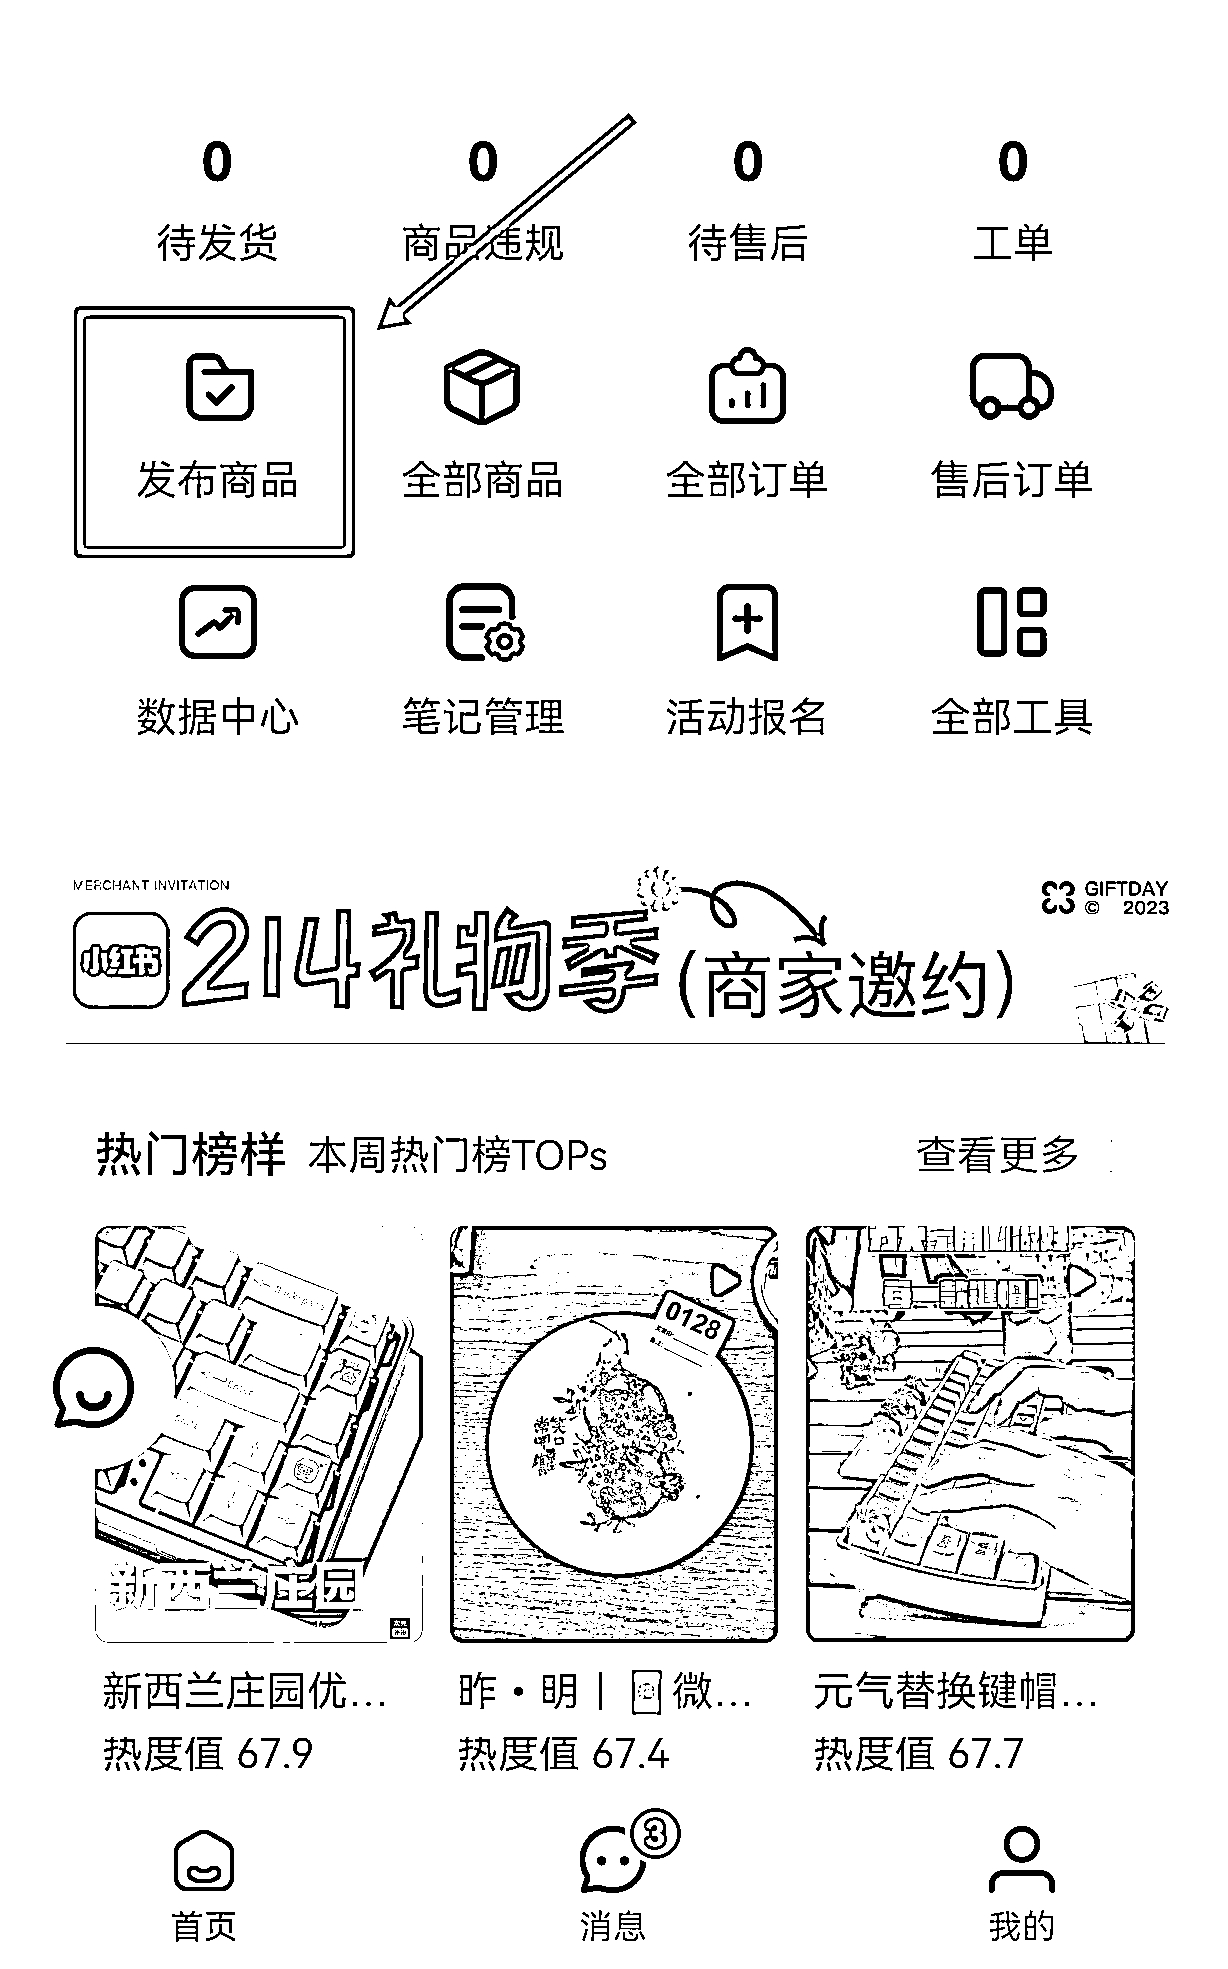 0 0 0 0
待发货 商品违规 待售后 工单
发布商品 全部商品 全部订单 售后订单
数据中心 笔记管理 活动报名 全部工具
MERCHANT INVITATION
小红书 214礼物季 (商家邀约)
GIFTDAY
© 2023
热门榜样 本周热门榜TOPs 查看更多
0128
新西兰庄园
新西兰庄园优... 昨·明 | 微... 元气替换键帽...
热度值 67.9 热度值 67.4 热度值 67.7
3
首页 消息 我的